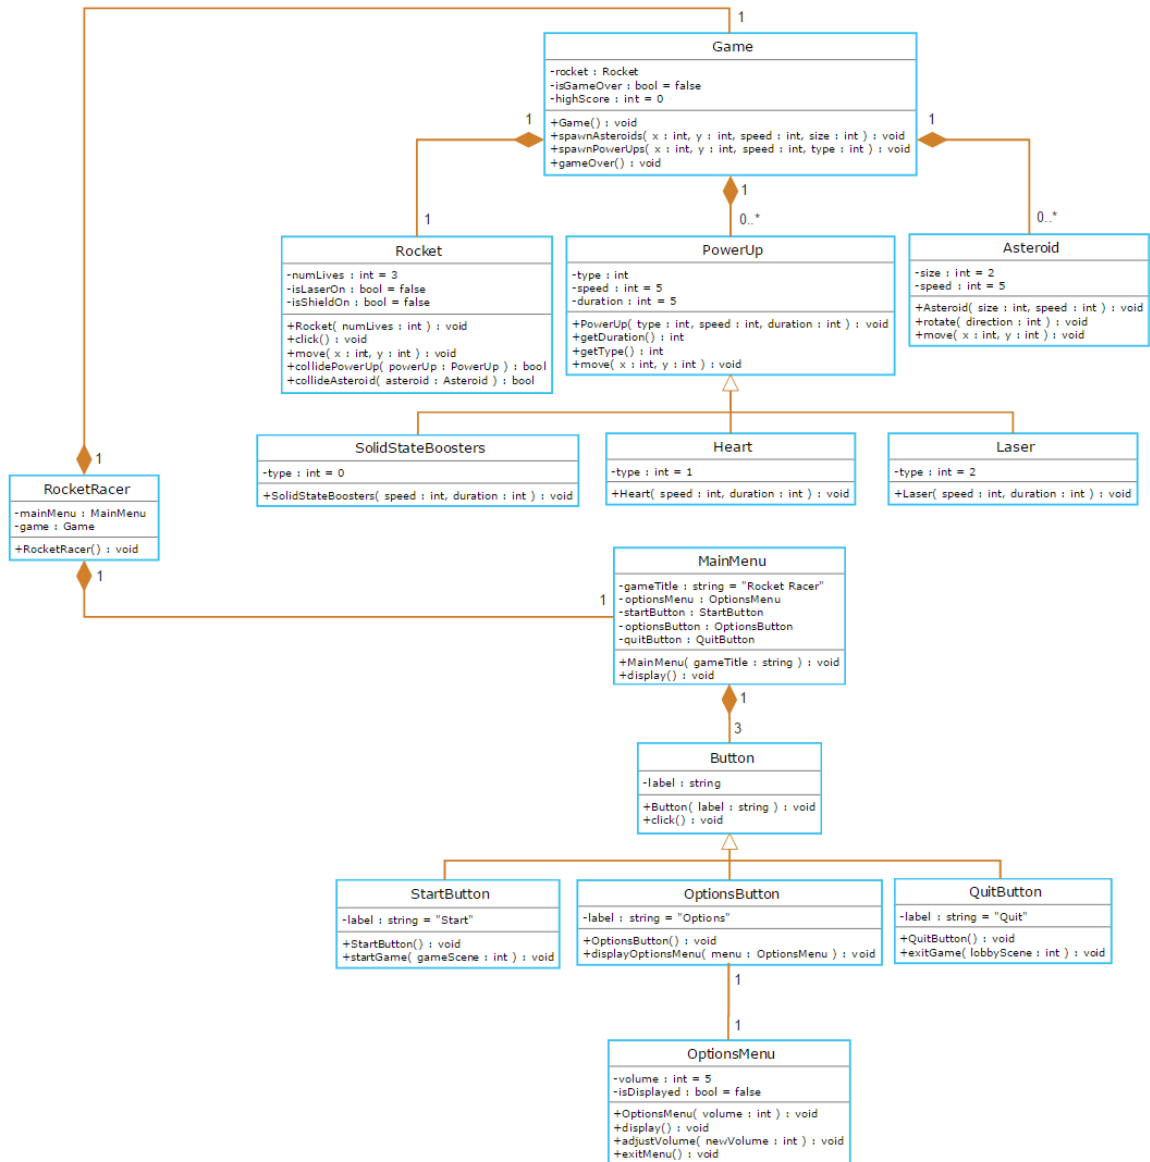 1
Game
-rocket : Rocket
-isGameOver : bool = false
-highScore : int = 0
+Game() : void
+spawnAsteroids( x : int, y : int, speed : int, size : int ) : void
+spawnPowerUps( x : int, y : int, speed : int, type : int ) : void
+gameOver() : void
1
1
1
1
0..*
0..*
Rocket
-numLives : int = 3
-isLaserOn : bool = false
-isShieldOn : bool = false
+Rocket( numLives : int ) : void
+click() : void
+move( x : int, y : int ) : void
+collidePowerUp( powerUp : PowerUp ) : bool
+collideAsteroid( asteroid : Asteroid ) : bool
PowerUp
-type : int
-speed : int = 5
-duration : int = 5
+PowerUp( type : int, speed : int, duration : int ) : void
+getDuration() : int
+getType() : int
+move( x : int, y : int ) : void
Asteroid
-size : int = 2
-speed : int = 5
+Asteroid( size : int, speed : int ) : void
+rotate( direction : int ) : void
+move( x : int, y : int ) : void
SolidStateBoosters
-type : int = 0
+SolidStateBoosters( speed : int, duration : int ) : void
Heart
-type : int = 1
+Heart( speed : int, duration : int ) : void
Laser
-type : int = 2
+Laser( speed : int, duration : int ) : void
1
RocketRacer
-mainMenu : MainMenu
-game : Game
+RocketRacer() : void
1
1
MainMenu
-gameTitle : string = "Rocket Racer"
-optionsMenu : OptionsMenu
-startButton : StartButton
-optionsButton : OptionsButton
-quitButton : QuitButton
+MainMenu( gameTitle : string ) : void
+display() : void
1
3
Button
-label : string
+Button( label : string ) : void
+click() : void
StartButton
-label : string = "Start"
+StartButton() : void
+startGame( gameScene : int ) : void
OptionsButton
-label : string = "Options"
+OptionsButton() : void
+displayOptionsMenu( menu : OptionsMenu ) : void
QuitButton
-label : string = "Quit"
+QuitButton() : void
+exitGame( lobbyScene : int ) : void
1
1
OptionsMenu
-volume : int = 5
-isDisplayed : bool = false
+OptionsMenu( volume : int ) : void
+display() : void
+adjustVolume( newVolume : int ) : void
+exitMenu() : void